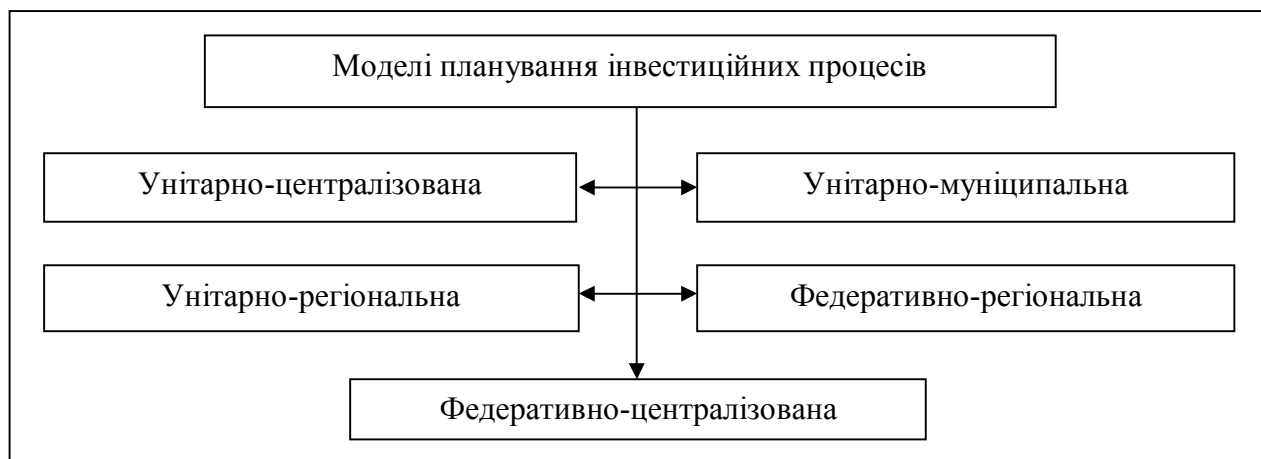 Моделі планування інвестиційних процесів
Унітарно-централізована
Унітарно-муніципальна
Унітарно-регіональна
Федеративно-регіональна
Федеративно-централізована